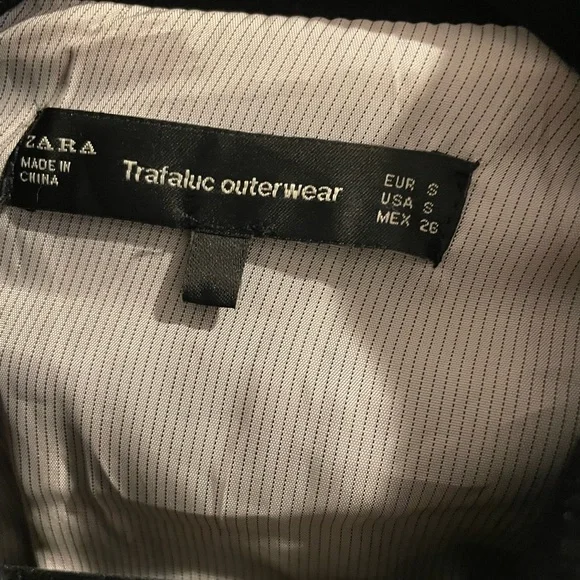 ZARA
MADE IN
CHINA
Trafaluc outerwear
EUR S
USA S
MEX 26